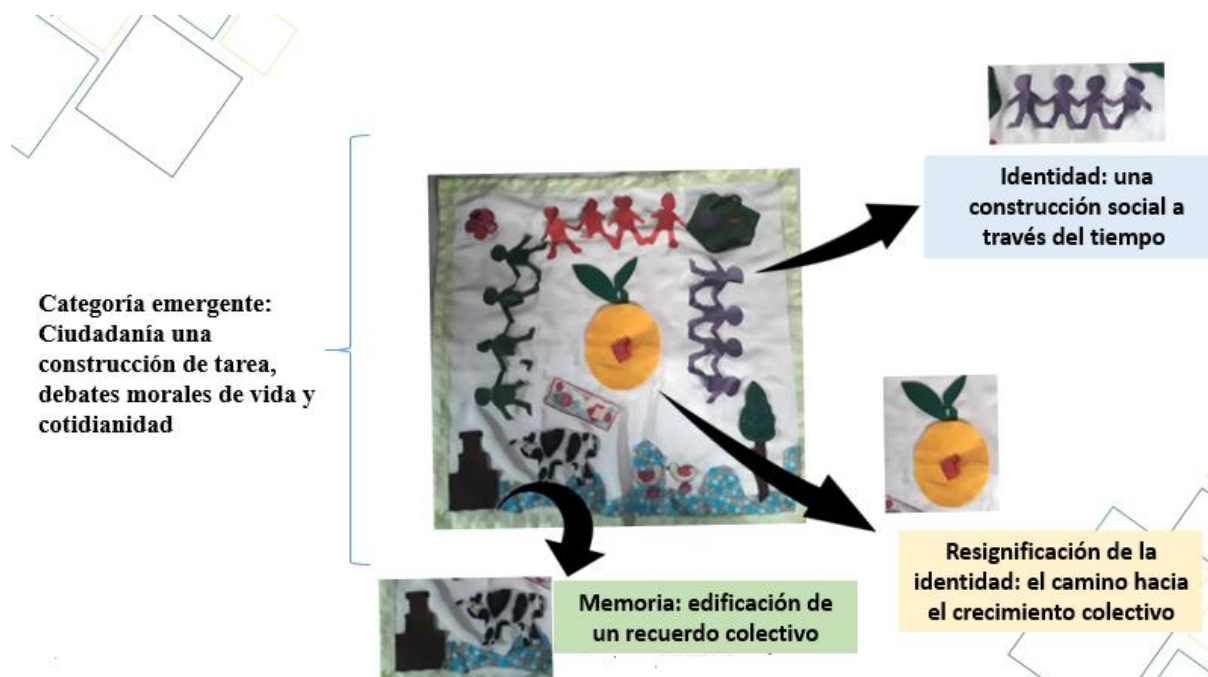 Categoría emergente:
Ciudadanía una
construcción de tarea,
debates morales de vida y
cotidianidad
Identidad: una
construcción social a
través del tiempo
Resignificación de la
identidad: el camino hacia
el crecimiento colectivo
Memoria: edificación de
un recuerdo colectivo